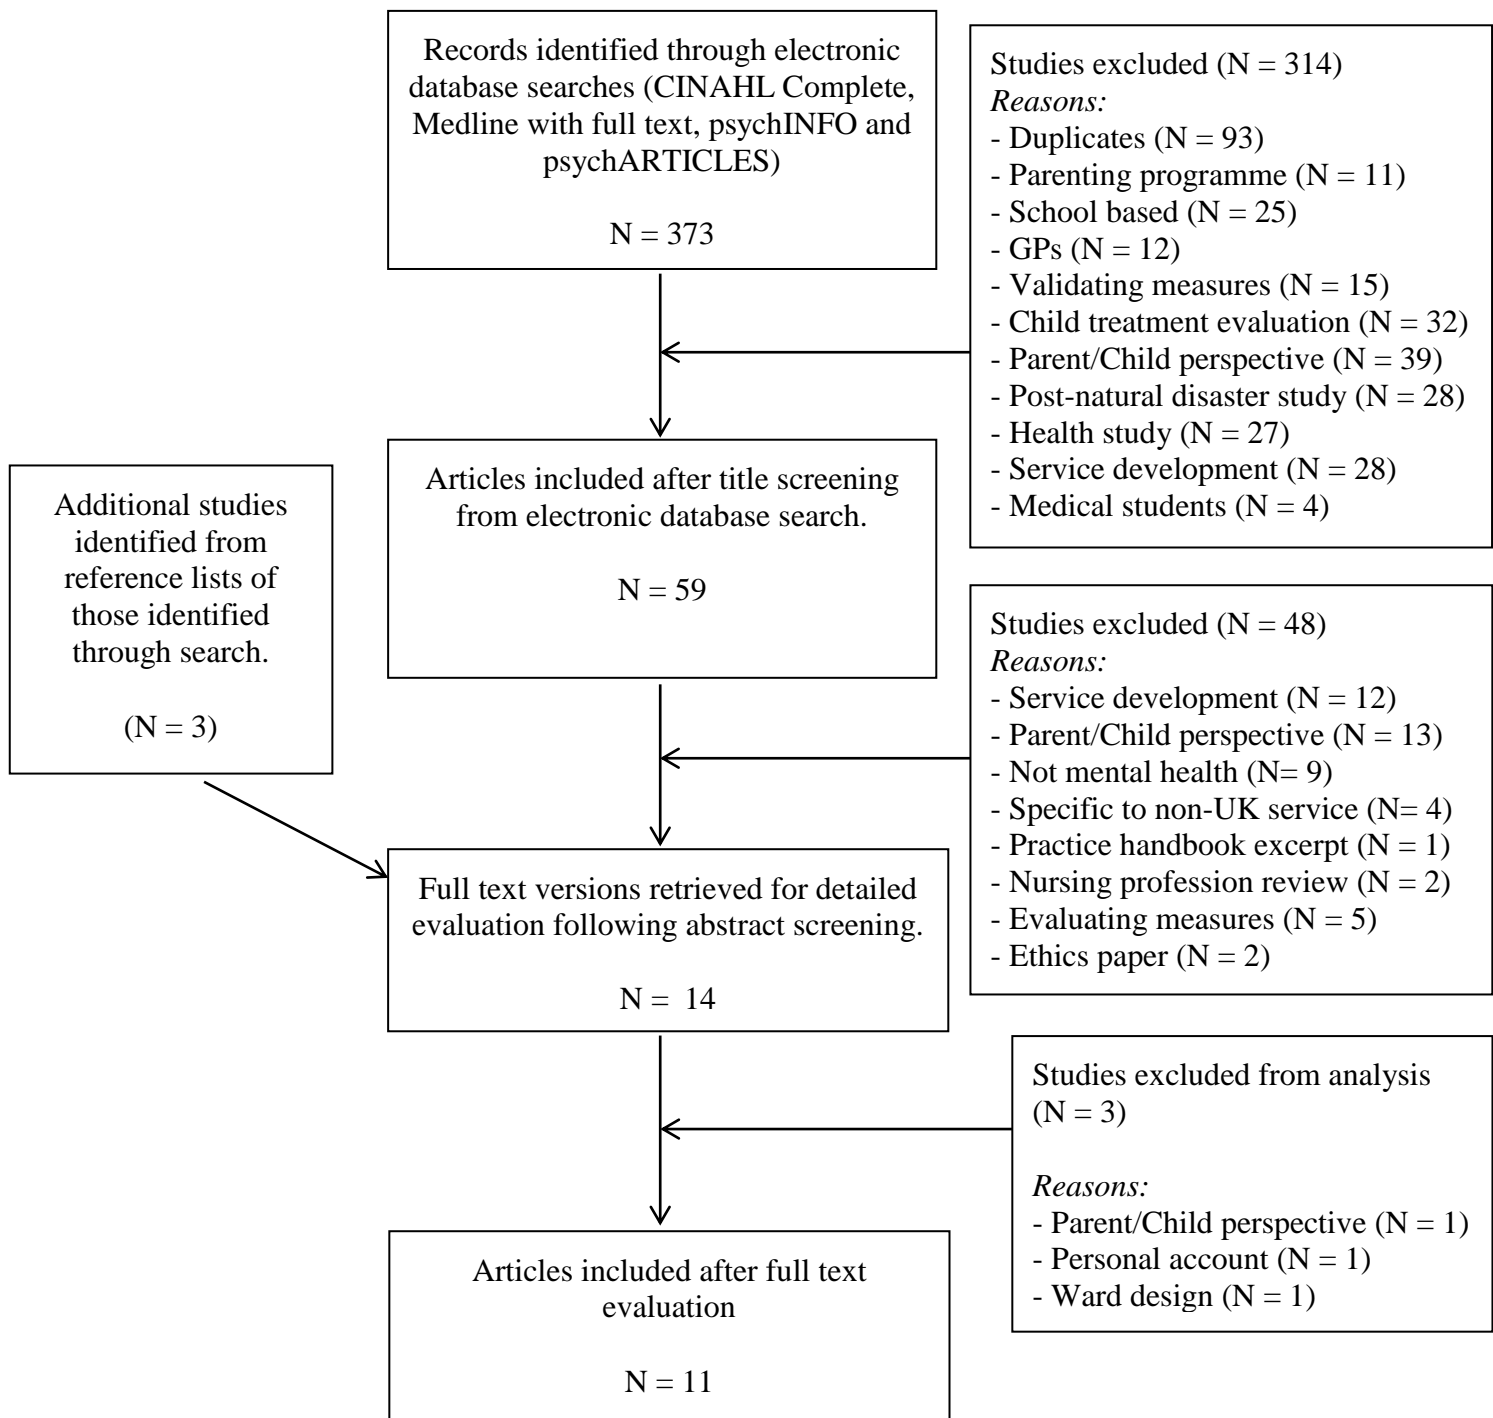 Records identified through electronic
database searches (CINAHL Complete,
Medline with full text, psychINFO and
psychARTICLES)
N = 373
Studies excluded (N = 314)
Reasons:
- Duplicates (N = 93)
- Parenting programme (N = 11)
- School based (N = 25)
- GPs (N = 12)
- Validating measures (N = 15)
- Child treatment evaluation (N = 32)
- Parent/Child perspective (N = 39)
- Post-natural disaster study (N = 28)
- Health study (N = 27)
- Service development (N = 28)
- Medical students (N = 4)
Articles included after title screening
from electronic database search.
N = 59
Additional studies
identified from
reference lists of
those identified
through search.
(N = 3)
Studies excluded (N = 48)
Reasons:
- Service development (N = 12)
- Parent/Child perspective (N = 13)
- Not mental health (N= 9)
- Specific to non-UK service (N= 4)
- Practice handbook excerpt (N = 1)
- Nursing profession review (N = 2)
- Evaluating measures (N = 5)
- Ethics paper (N = 2)
Full text versions retrieved for detailed
evaluation following abstract screening.
N =  14
Studies excluded from analysis
(N = 3)
Reasons:
- Parent/Child perspective (N = 1)
- Personal account (N = 1)
- Ward design (N = 1)
Articles included after full text
evaluation
N = 11